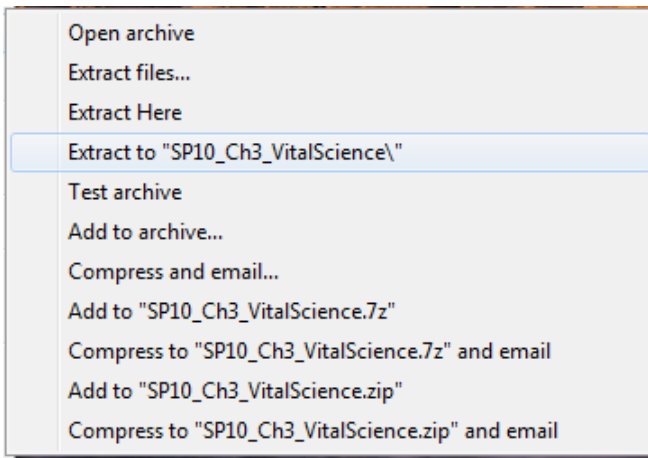 Open archive
Extract files...
Extract Here
Extract to "SP10_Ch3_VitalScience\"
Test archive
Add to archive...
Compress and email...
Add to "SP10_Ch3_VitalScience.7z"
Compress to "SP10_Ch3_VitalScience.7z" and email
Add to "SP10_Ch3_VitalScience.zip"
Compress to "SP10_Ch3_VitalScience.zip" and email